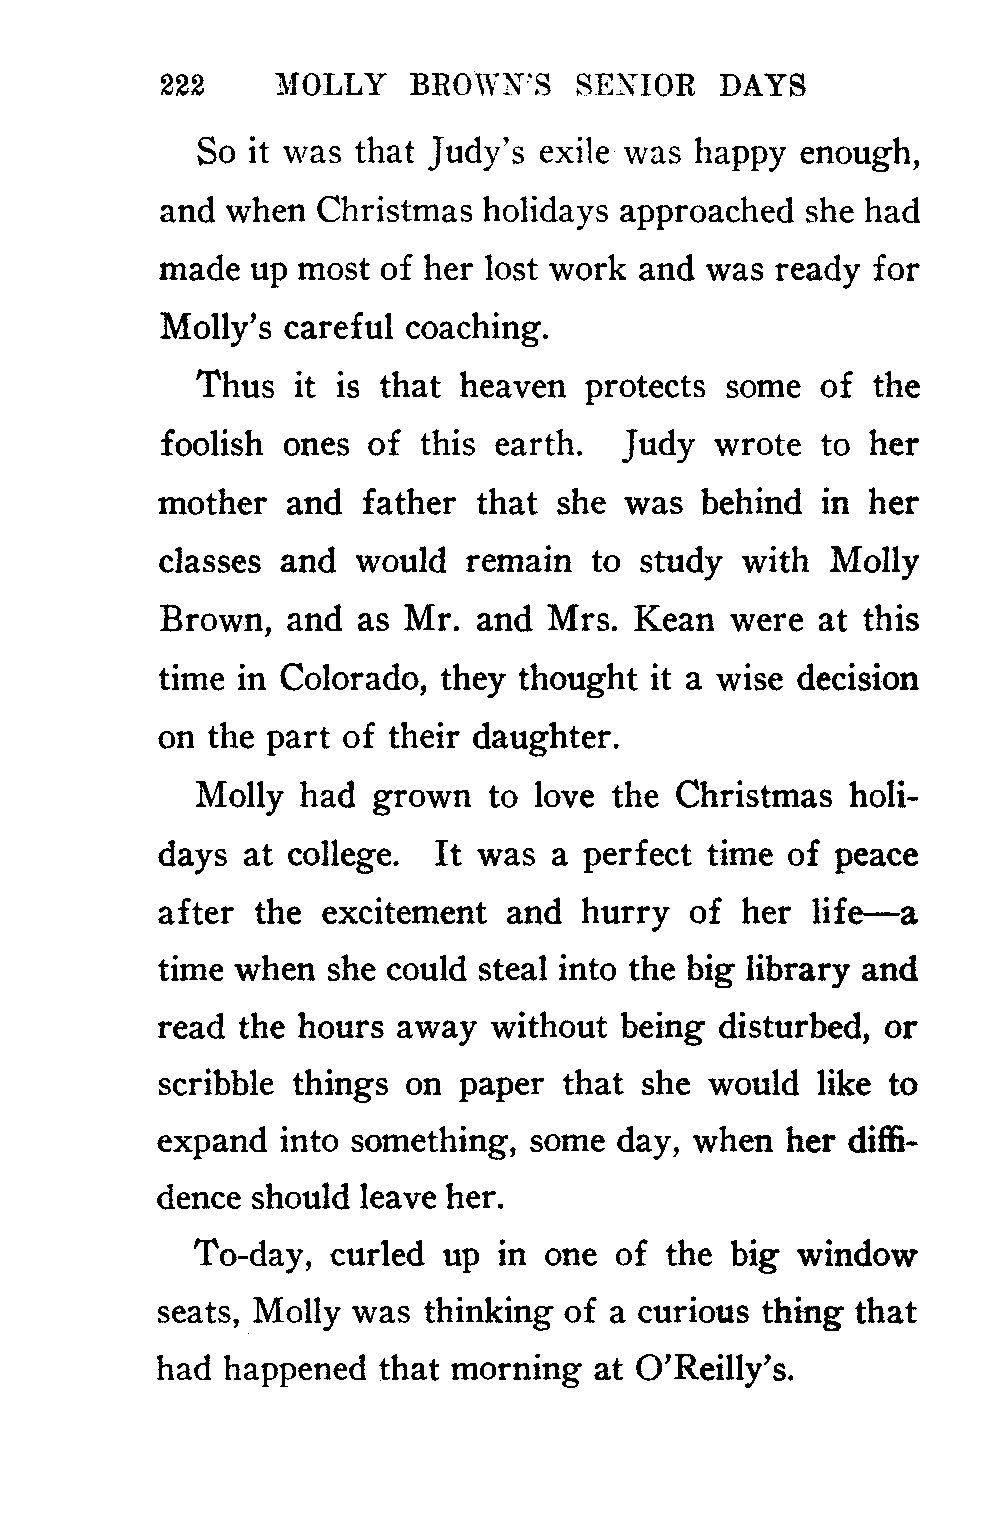 222 MOLLY BROWN'S SENIOR DAYS
So it was that Judy's exile was happy enough,
and when Christmas holidays approached she had
made up most of her lost work and was ready for
Molly's careful coaching.
Thus it is that heaven protects some of the
foolish ones of this earth. Judy wrote to her
mother and father that she was behind in her
classes and would remain to study with Molly
Brown, and as Mr. and Mrs. Kean were at this
time in Colorado, they thought it a wise decision
on the part of their daughter.
Molly had grown to love the Christmas holi-
days at college. It was a perfect time of peace
after the excitement and hurry of her life—a
time when she could steal into the big library and
read the hours away without being disturbed, or
scribble things on paper that she would like to
expand into something, some day, when her diffi-
dence should leave her.
To-day, curled up in one of the big window
seats, Molly was thinking of a curious thing that
had happened that morning at O'Reilly's.